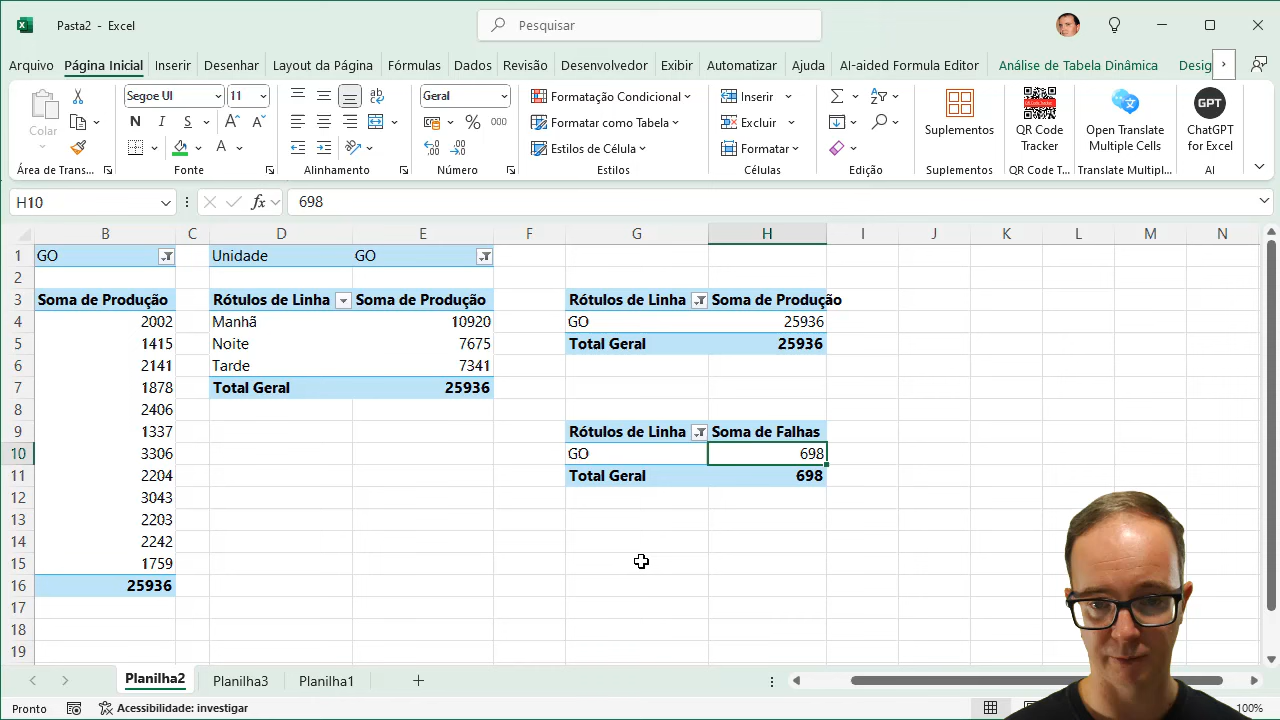 Pasta2 - Excel
Pesquisar
Arquivo Página Inicial Inserir Desenhar Layout da Página Fórmulas Dados Revisão Desenvolvedor Exibir Automatizar Ajuda AI-aided Formula Editor Análise de Tabela Dinâmica Desig
Colar
Segoe UI 11
Geral
Formatação Condicional
Formatar como Tabela
Estilos de Célula
Inserir
Excluir
Formatar
Suplementos
QR Code Tracker
Open Translate Multiple Cells
GPT
ChatGPT for Excel
Área de Trans... Fonte Alinhamento Número Estilos Células Edição Suplementos QR Code T... Translate Multipl... AI
H10 fx 698
B C D E F G H I J K L M N
1 GO Unidade GO
2
3 Soma de Produção Rótulos de Linha Soma de Produção Rótulos de Linha Soma de Produção
4 2002 Manhã 10920 GO 25936
5 1415 Noite 7675 Total Geral 25936
6 2141 Tarde 7341
7 1878 Total Geral 25936
8 2406
9 1337 Rótulos de Linha Soma de Falhas
10 3306 GO 698
11 2204 Total Geral 698
12 3043
13 2203
14 2242
15 1759
16 25936
17
18
19
Planilha2 Planilha3 Planilha1
Pronto Acessibilidade: investigar 100%